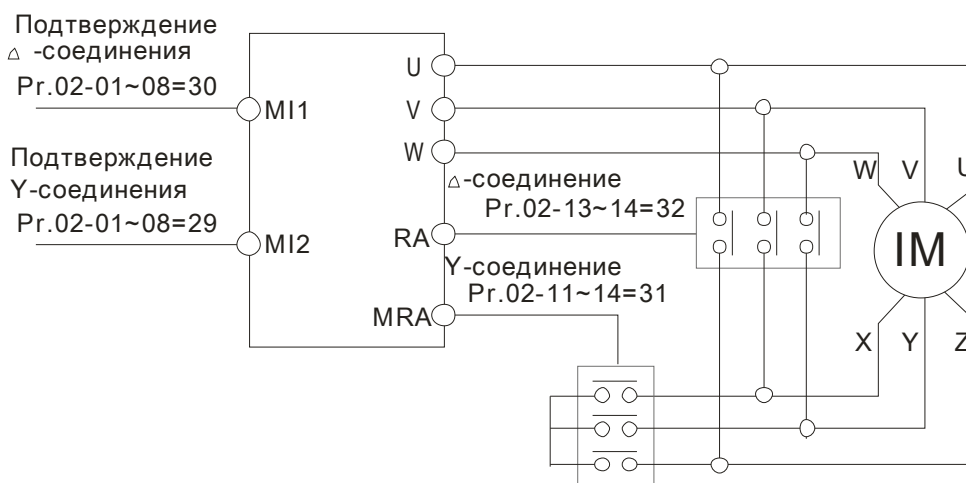 Подтверждение
△ -соединения
Pr.02-01~08=30
MI1
Подтверждение
Y-соединения
Pr.02-01~08=29
MI2
U
V
W
RA
MRA
△-соединение
Pr.02-13~14=32
Y-соединение
Pr.02-11~14=31
W V U
IM
X Y Z